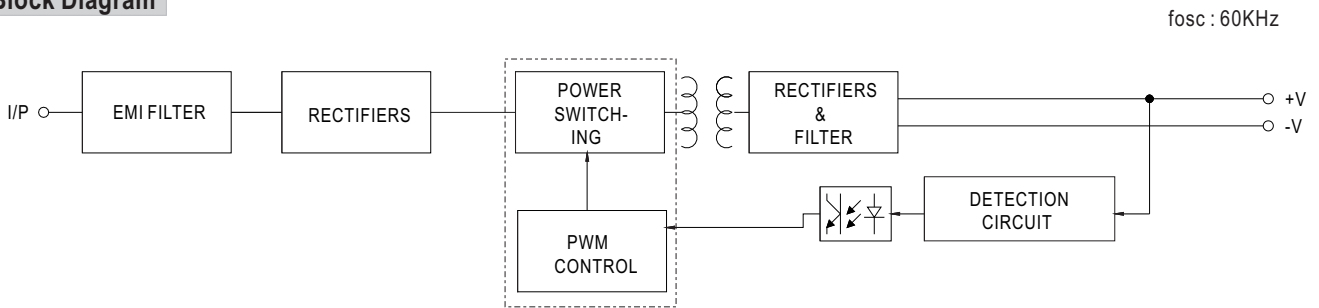 Block Diagram
fosc : 60KHz
I/P
EMI FILTER
RECTIFIERS
POWER
SWITCH-
ING
RECTIFIERS
&
FILTER
+V
-V
DETECTION
CIRCUIT
PWM
CONTROL